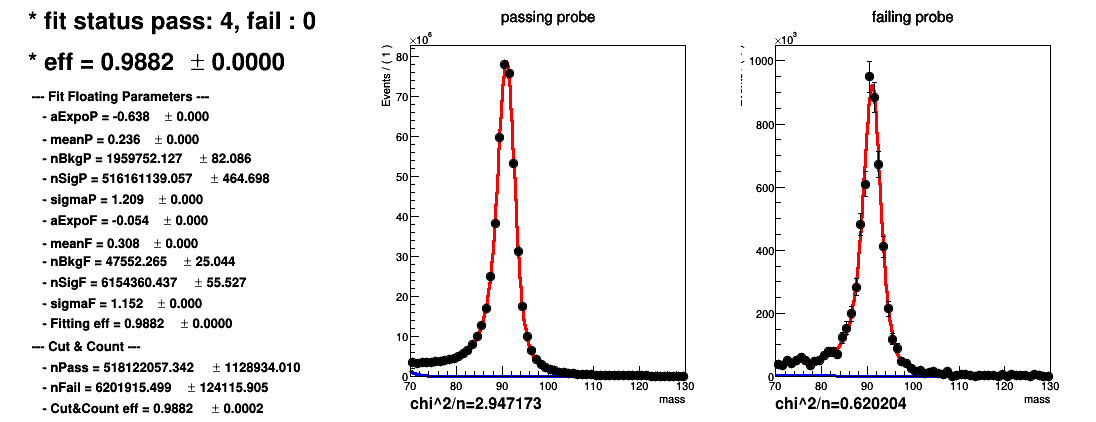 * fit status pass: 4, fail : 0
* eff = 0.9882 ± 0.0000
--- Fit Floating Parameters ---
- aExpoP = -0.638 ± 0.000
- meanP = 0.236 ± 0.000
- nBkgP = 1959752.127 ± 82.086
- nSigP = 516161139.057 ± 464.698
- sigmaP = 1.209 ± 0.000
- aExpoF = -0.054 ± 0.000
- meanF = 0.308 ± 0.000
- nBkgF = 47552.265 ± 25.044
- nSigF = 6154360.437 ± 55.527
- sigmaF = 1.152 ± 0.000
- Fitting eff = 0.9882 ± 0.0000
--- Cut & Count ---
- nPass = 518122057.342 ± 1128934.010
- nFail = 6201915.499 ± 124115.905
- Cut&Count eff = 0.9882 ± 0.0002
passing probe
×10⁶
Events / ( 1 )
80
70
60
50
40
30
20
10
0
70 80 90 100 110 120 130
mass
chi^2/n=2.947173
failing probe
×10³
1000
800
600
400
200
0
70 80 90 100 110 120 130
mass
chi^2/n=0.620204